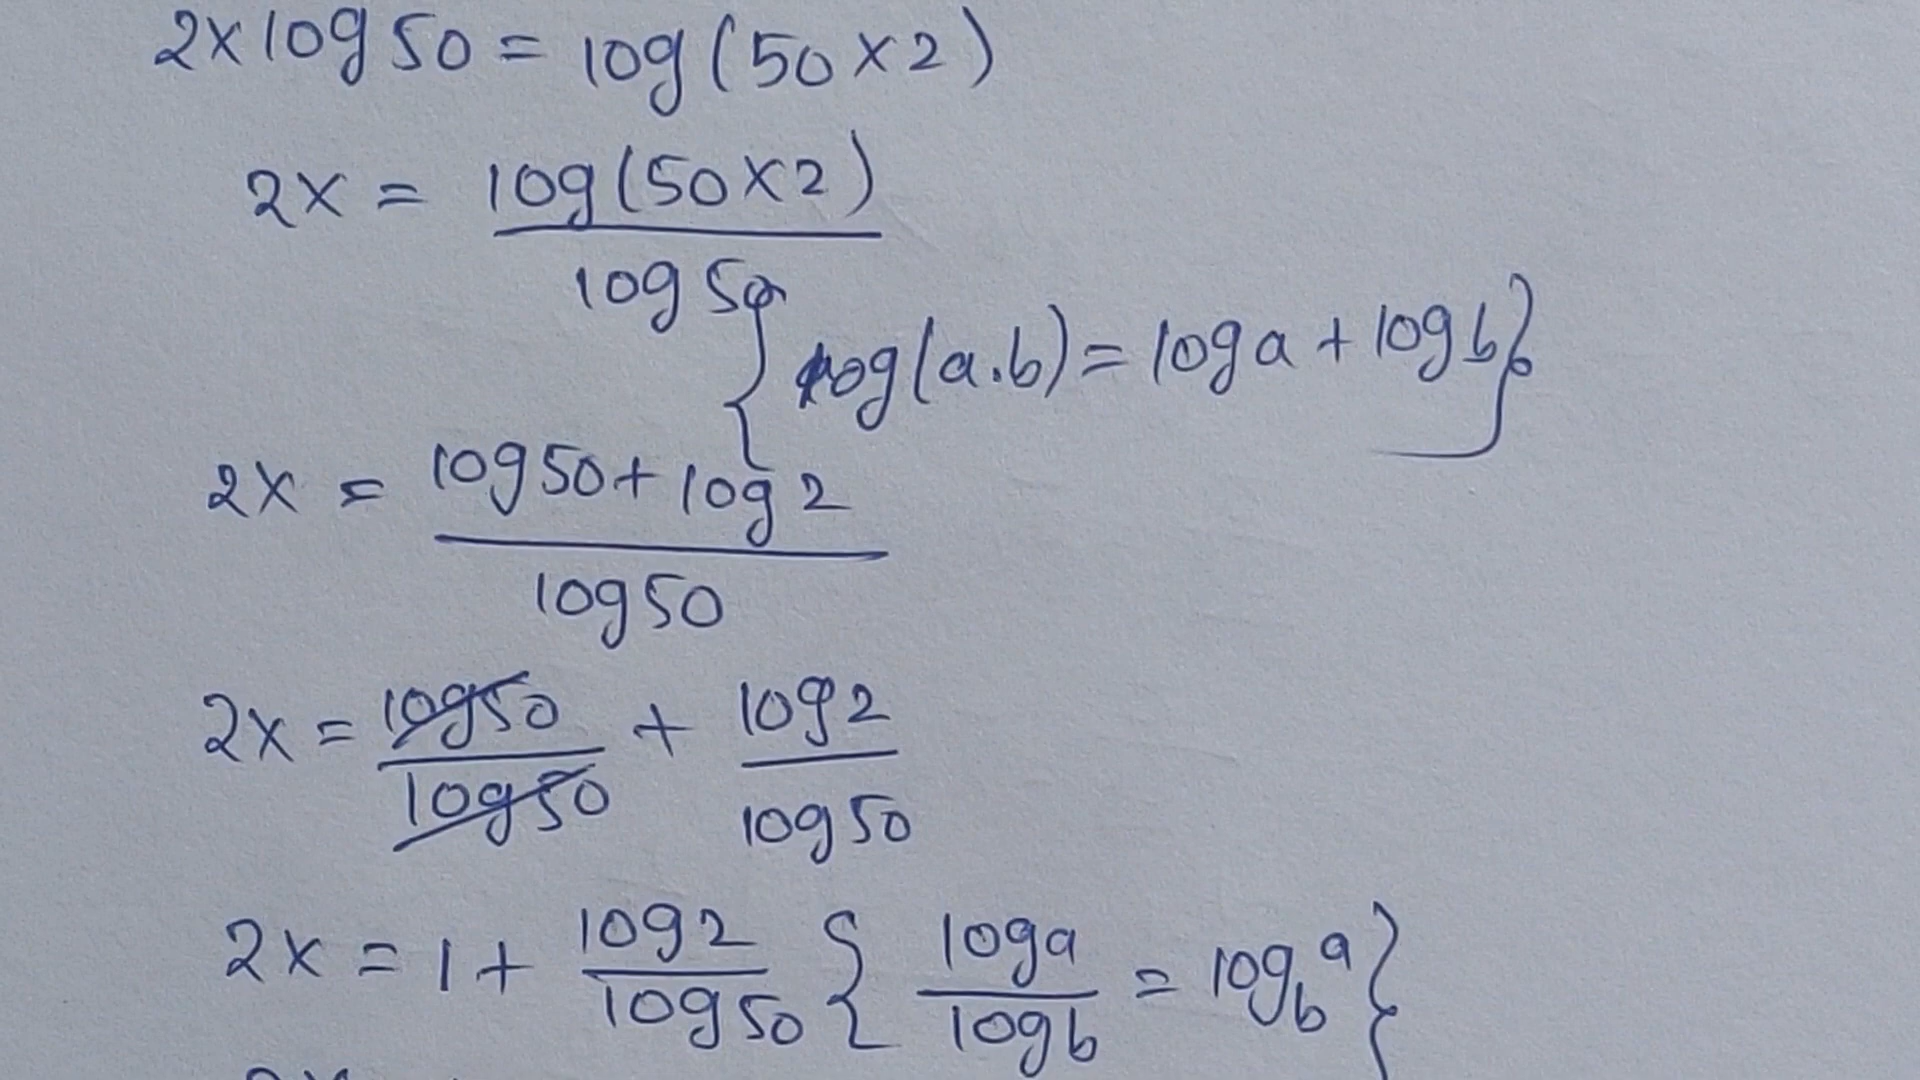 2x log 50 = log (50 × 2)
2x = log (50 × 2) / log 50
{ log (a.b) = log a + log b }
2x = log 50 + log 2 / log 50
2x = log 50 / log 50 + log 2 / log 50
2x = 1 + log 2 / log 50 { log a / log b = log_b a }